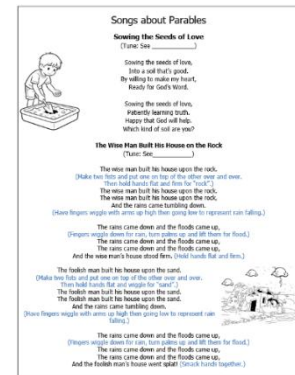 Songs about Parables
Sowing the Seeds of Love
(Tune: See ____________)
Sowing the seeds of love,
Into a soil that's good.
By willing to make my heart,
Ready for God's Word.
Sowing the seeds of love,
Patiently learning truth.
Happy that God will help.
Which kind of soil are you?
The Wise Man Built His House on the Rock
(Tune: See____________)
The wise man built his house upon the rock.
(Make two fists and put one on top of the other over and over.
Then hold hands flat and firm for "rock".)
The wise man built his house upon the rock.
The wise man built his house upon the rock,
And the rains came tumbling down.
(Have fingers wiggle with arms up high then going low to represent rain falling.)
The rains came down and the floods came up,
(Fingers wiggle down for rain, turn palms up and lift them for flood.)
The rains came down and the floods came up,
The rains came down and the floods came up,
And the wise man's house stood firm. (Hold hands flat and firm.)
The foolish man built his house upon the sand.
(Make two fists and put one on top of the other over and over.
Then hold hands flat and wiggle for "sand".)
The foolish man built his house upon the sand
The foolish man built his house upon the sand.
And the rains came tumbling down.
(Have fingers wiggle with arms up high then going low to represent rain
falling.)
The rains came down and the floods came up,
(Fingers wiggle down for rain, turn palms up and lift them for flood.)
The rains came down and the floods came up,
The rains came down and the floods came up,
And the foolish man's house went splat! (Smack hands together.)